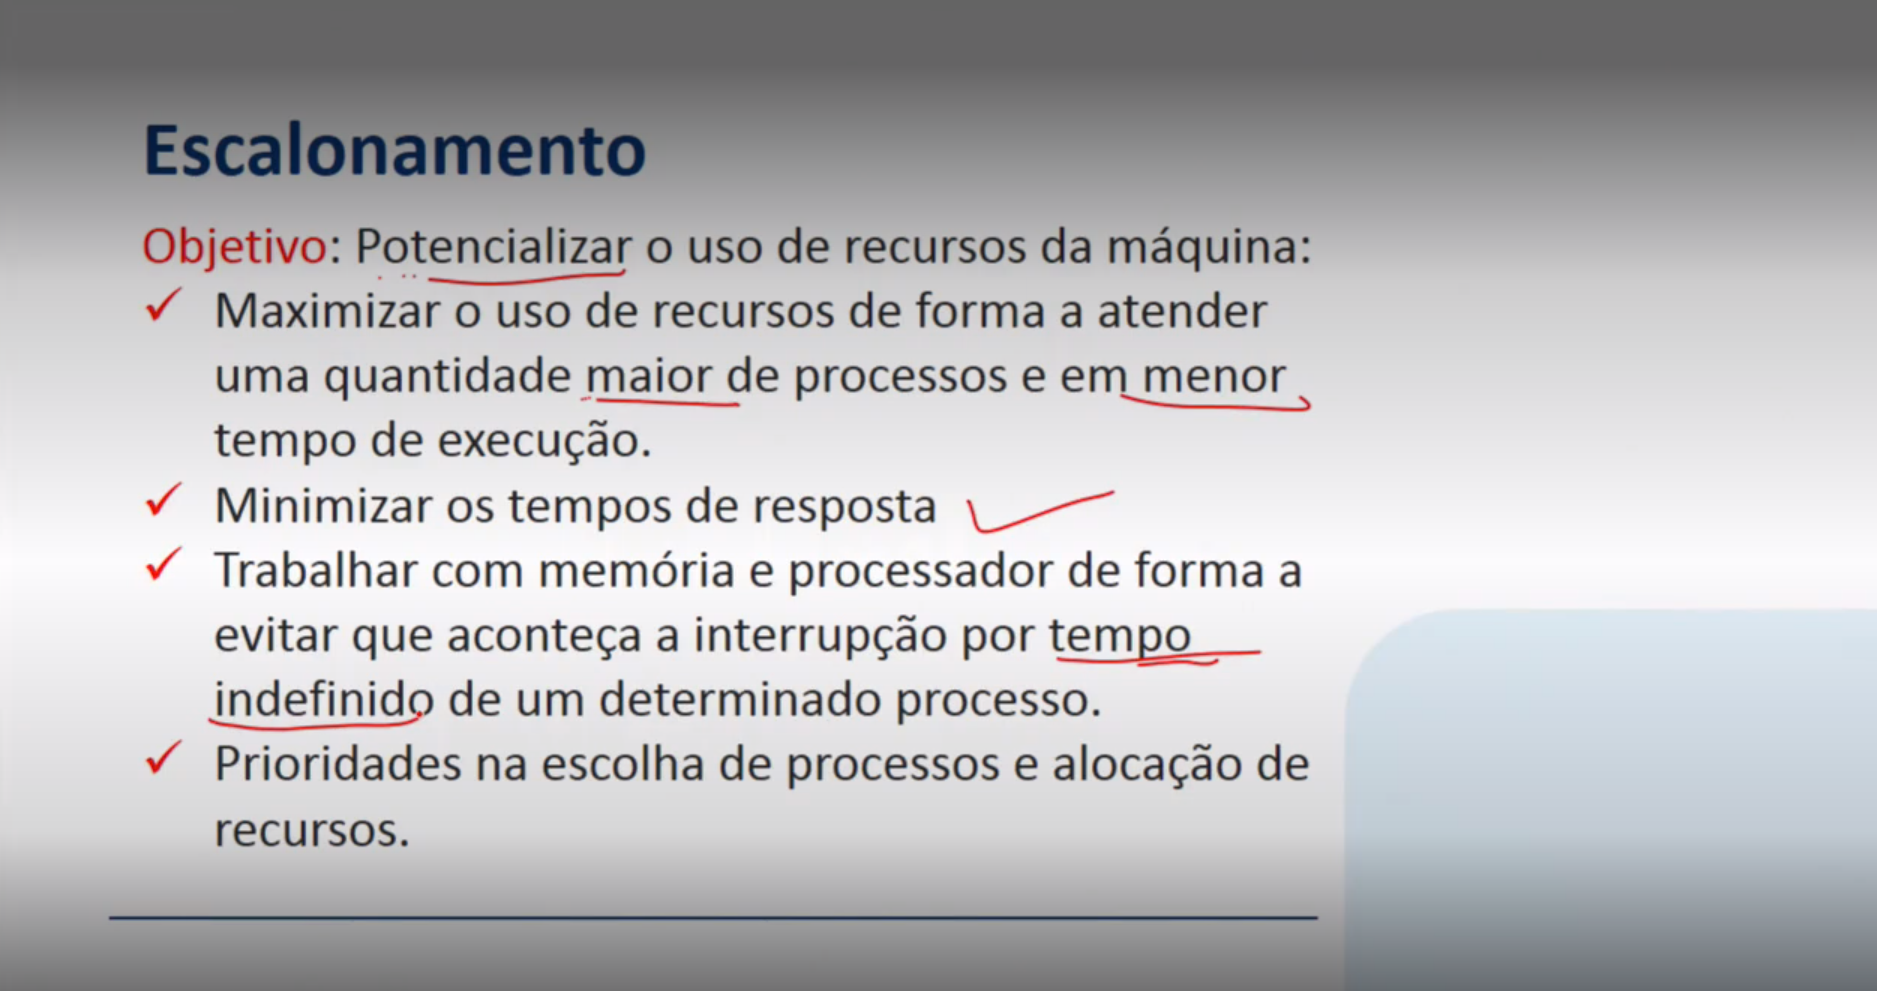 Escalonamento
Objetivo: Potencializar o uso de recursos da máquina:
Maximizar o uso de recursos de forma a atender
uma quantidade maior de processos e em menor
tempo de execução.
Minimizar os tempos de resposta
Trabalhar com memória e processador de forma a
evitar que aconteça a interrupção por tempo
indefinido de um determinado processo.
Prioridades na escolha de processos e alocação de
recursos.